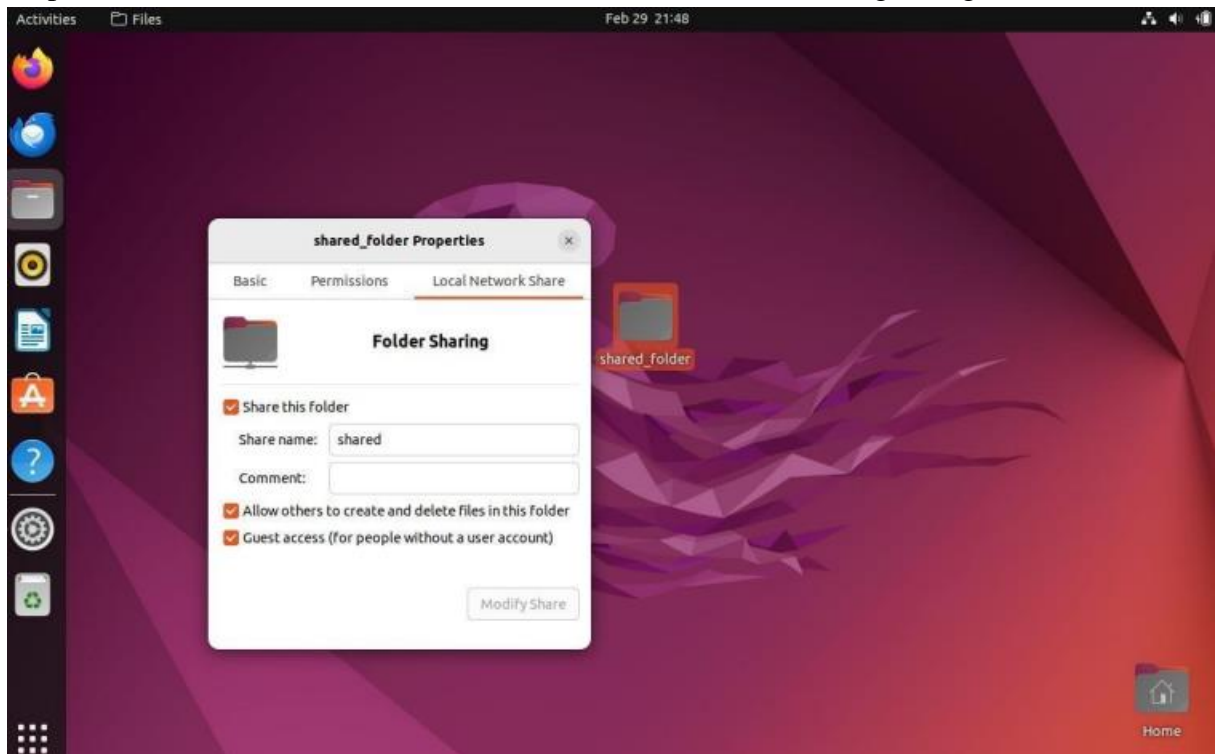 Activities Files Feb 29 21:48
shared_folder Properties
Basic Permissions Local Network Share
Folder Sharing
shared_folder
Share this folder
Share name: shared
Comment:
Allow others to create and delete files in this folder
Guest access (for people without a user account)
Modify Share
Home